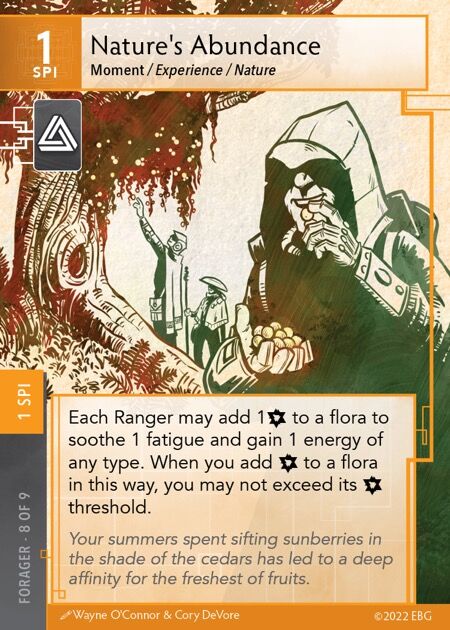 1
SPI
Nature's Abundance
Moment / Experience / Nature
1 SPI
FORAGER · 8 OF 9
Each Ranger may add 1 to a flora to
soothe 1 fatigue and gain 1 energy of
any type. When you add to a flora
in this way, you may not exceed its
threshold.
Your summers spent sifting sunberries in
the shade of the cedars has led to a deep
affinity for the freshest of fruits.
Wayne O'Connor & Cory DeVore
©2022 EBG